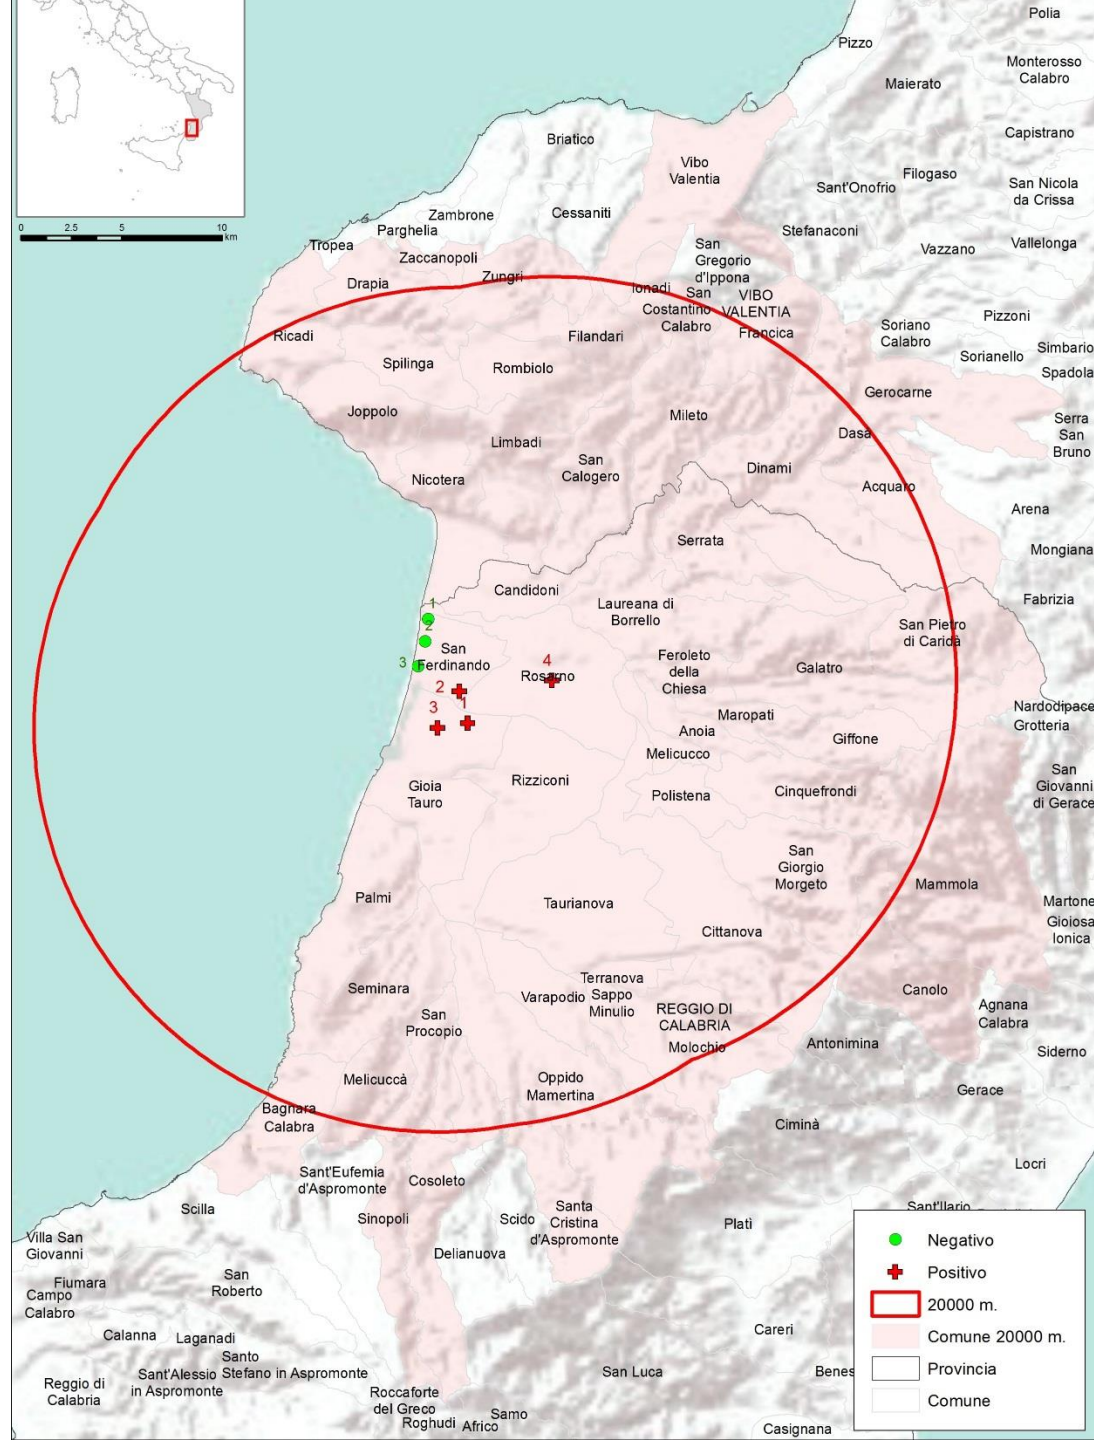 Polia
Pizzo
Monterosso
Calabro
Maierato
Capistrano
Briatico
Vibo
Valentia
Filogaso
Sant'Onofrio
San Nicola
da Crissa
Zambrone
Cessaniti
Parghelia
Stefanaconi
0 2.5 5 10
km
Tropea
Vazzano
Vallelonga
San
Gregorio
d'Ippona
Zaccanopoli
Zungri
Drapia
Ionadi
San
Costantino
Calabro
VIBO
VALENTIA
Francica
Pizzoni
Soriano
Calabro
Ricadi
Filandari
Simbario
Sorianello
Spadola
Spilinga
Rombiolo
Gerocarne
Joppolo
Mileto
Serra
San
Bruno
Dasà
Limbadi
San
Calogero
Dinami
Nicotera
Acquaro
Arena
Serrata
Mongiana
Candidoni
Fabrizia
Laureana di
Borrello
1
2
3
San
Ferdinando
San Pietro
di Caridà
4
Rosarno
Feroleto
della
Chiesa
Galatro
2
1
3
Nardodipace
Grotteria
Maropati
Anoia
Giffone
Melicucco
San
Giovanni
di Gerace
Gioia
Tauro
Rizziconi
Polistena
Cinquefrondi
San
Giorgio
Morgeto
Mammola
Palmi
Taurianova
Martone
Gioiosa
Ionica
Cittanova
Seminara
Varapodio
Terranova
Sappo
Minulio
Canolo
San
Procopio
REGGIO DI
CALABRIA
Agnana
Calabra
Molochio
Antonimina
Siderno
Melicuccà
Oppido
Mamertina
Gerace
Bagnara
Calabra
Ciminà
Locri
Sant'Eufemia
d'Aspromonte
Cosoleto
Scilla
Sinopoli
Scido
Santa
Cristina
d'Aspromonte
Platì
Sant'Ilario
Villa San
Giovanni
Delianuova
Fiumara
Campo
Calabro
San
Roberto
Calanna
Laganadi
Santo
Stefano in Aspromonte
Sant'Alessio
in Aspromonte
Reggio di
Calabria
Roccaforte
del Greco
Roghudi
Africo
Samo
San Luca
Careri
Benes
Casignana
Negativo
Positivo
20000 m.
Comune 20000 m.
Provincia
Comune